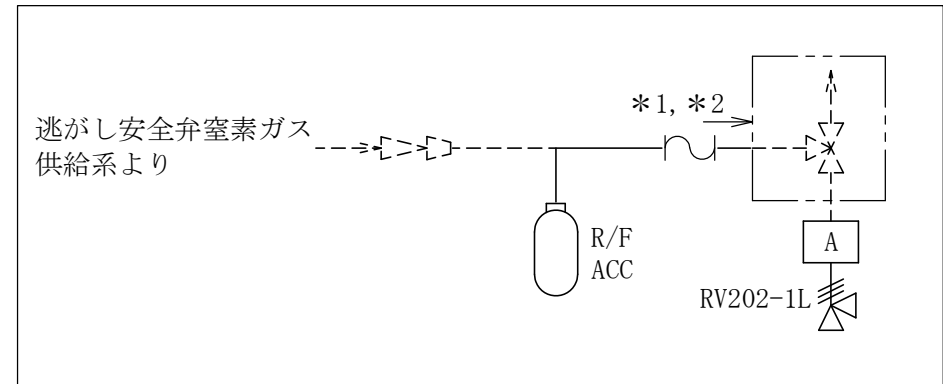 逃がし安全弁窒素ガス
供給系より
*1, *2
R/F
ACC
A
RV202-1L